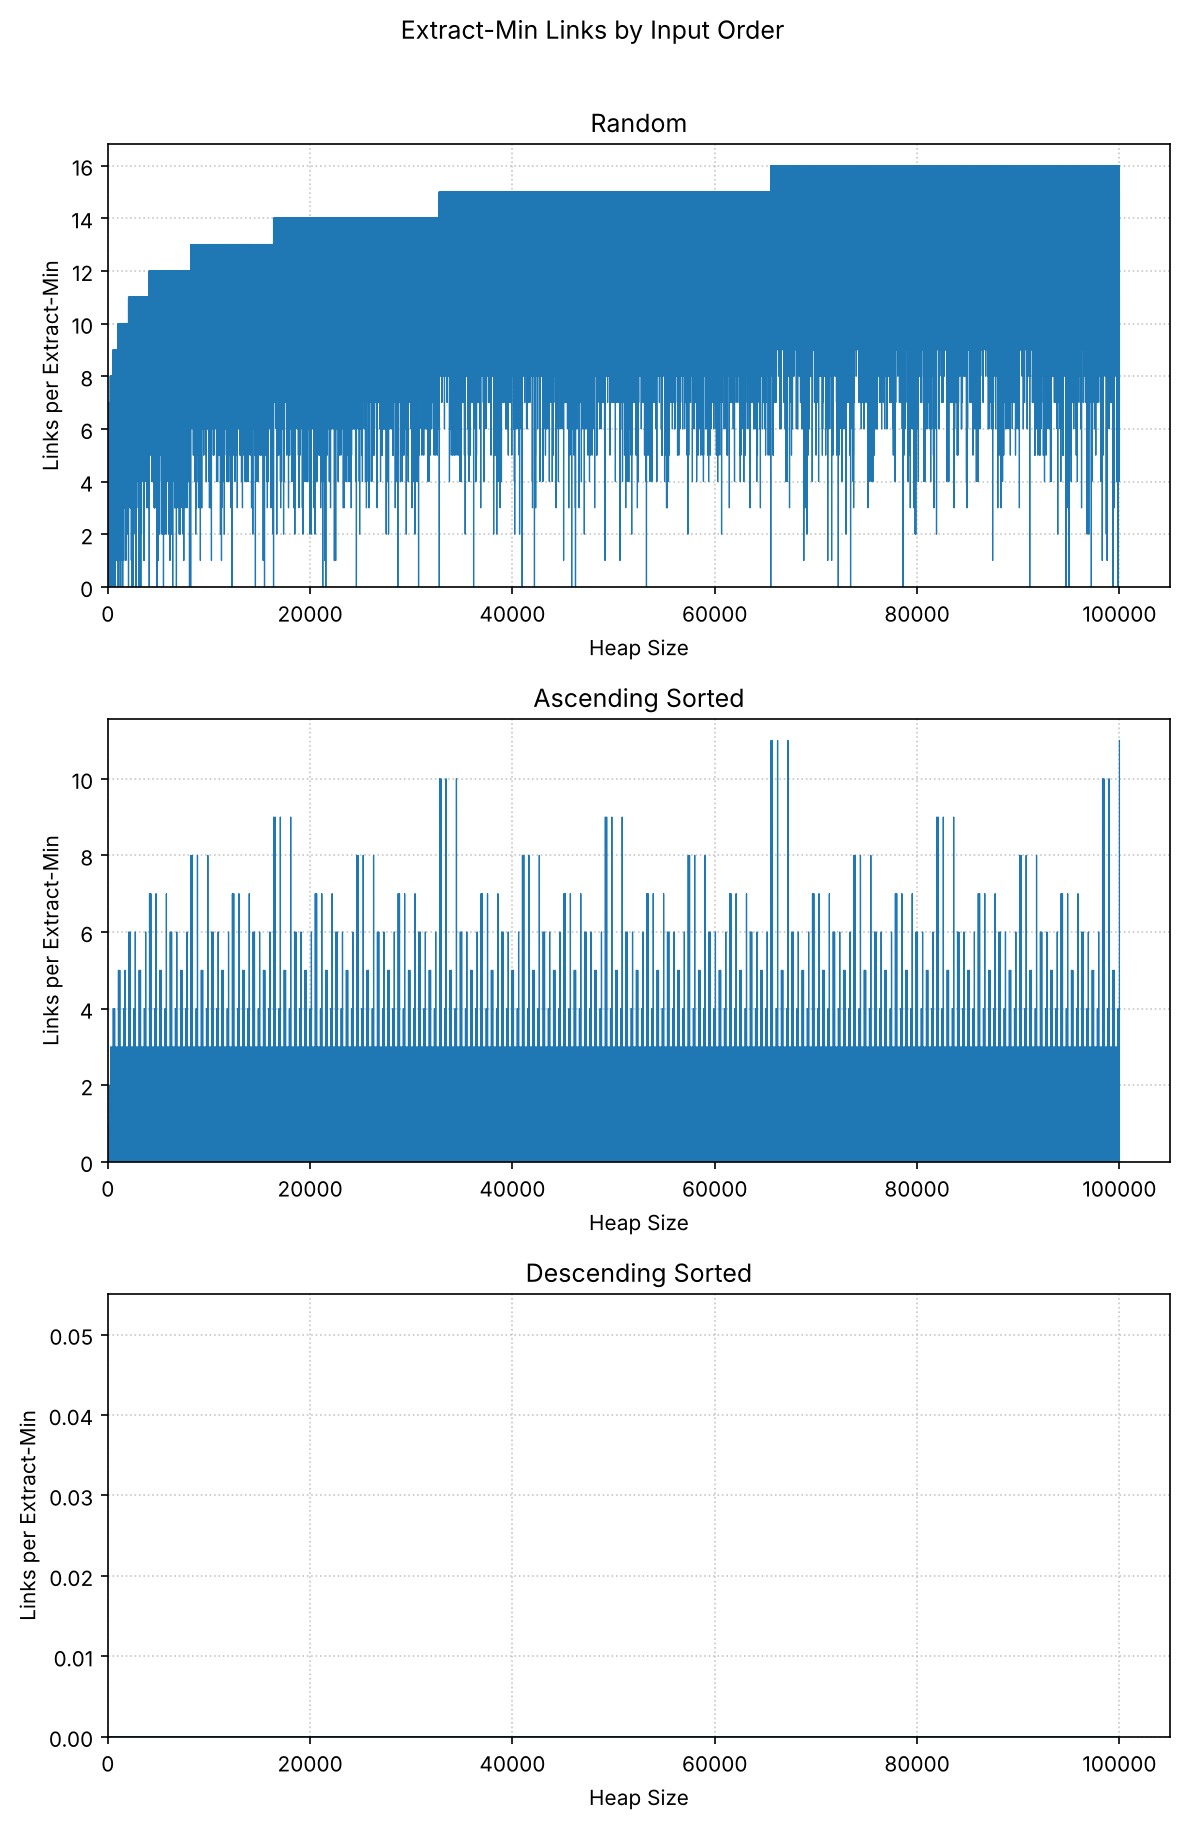 Extract-Min Links by Input Order
Random
16
14
12
10
8
6
4
2
0
Links per Extract-Min
0 20000 40000 60000 80000 100000
Heap Size
Ascending Sorted
10
8
6
4
2
0
Links per Extract-Min
0 20000 40000 60000 80000 100000
Heap Size
Descending Sorted
0.05
0.04
0.03
0.02
0.01
0.00
Links per Extract-Min
0 20000 40000 60000 80000 100000
Heap Size